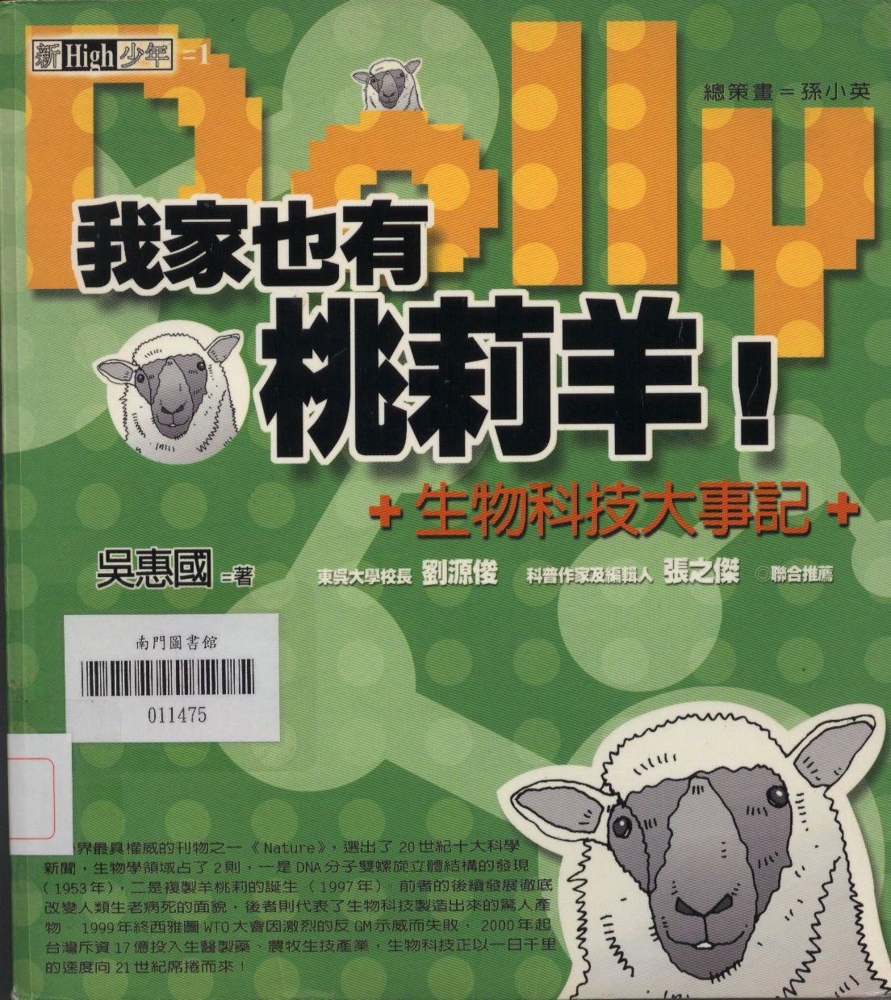 新High少年=1
Dolly
總策畫=孫小英
我家也有
桃莉羊!
+生物科技大事記+
吳惠國=著
東吳大學校長 劉源俊 科普作家及編輯人 張之傑 ◎聯合推薦
南門圖書館
011475
界最具權威的刊物之一《Nature》,選出了20世紀十大科學
新聞,生物學領域占了2則,一是DNA分子雙螺旋立體結構的發現
(1953年),二是複製羊桃莉的誕生(1997年)。前者的後續發展徹底
改變人類生老病死的面貌,後者則代表了生物科技製造出來的驚人產
物。1999年終西雅圖WTO大會因激烈的反GM示威而失敗,2000年起
台灣斥資17億投入生醫製藥、農牧生技產業,生物科技正以一日千里
的速度向21世紀席捲而來!